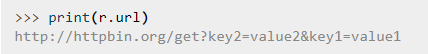 >>> print(r.url)
http://httpbin.org/get?key2=value2&key1=value1